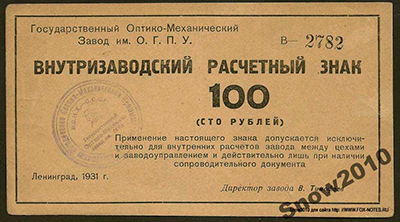 Государственный Оптико-Механический
Завод им. О. Г. П. У.
В— 2782
ВНУТРИЗАВОДСКИЙ РАСЧЕТНЫЙ ЗНАК
100
(СТО РУБЛЕЙ)
Применение настоящего знака допускается исключи-
тельно для внутренних расчетов завода между цехами
и заводоуправлением и действительно лишь при наличии
сопроводительного документа
Ленинград, 1931 г.
Директор завода В.
Snow2010